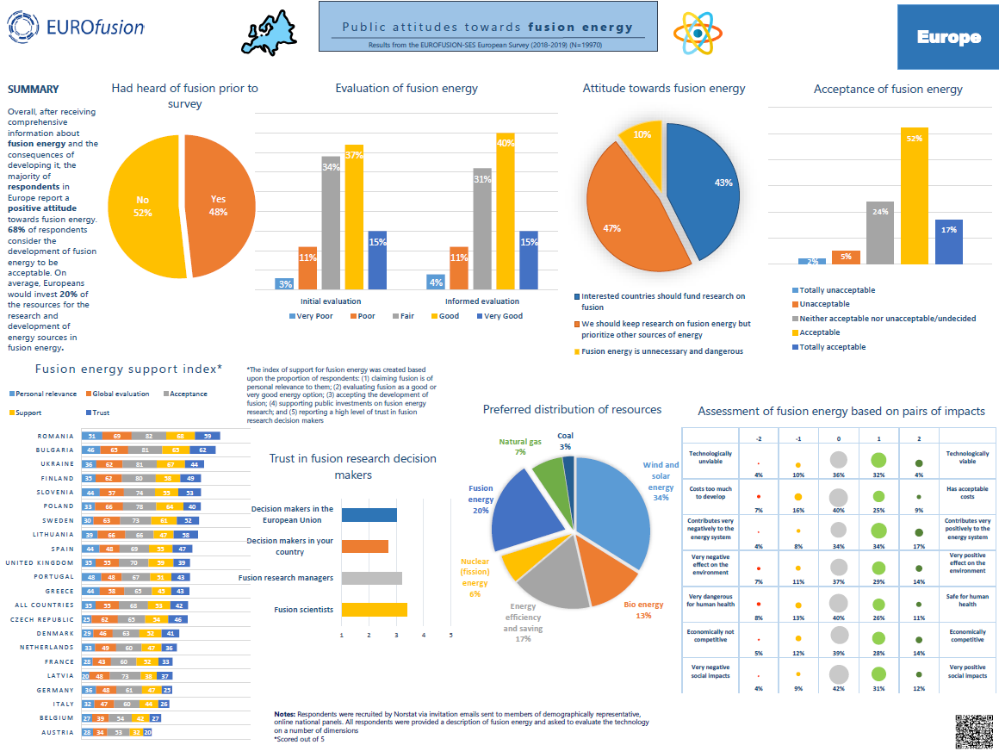 EUROfusion
Public attitudes towards fusion energy
Results from the EUROFUSION-SES European Survey (2018-2019) (N=19970)
Europe
SUMMARY
Overall, after receiving
comprehensive
information about
fusion energy and the
consequences of
developing it, the
majority of
respondents in
Europe report a
positive attitude
towards fusion energy.
68% of respondents
consider the
development of fusion
energy to be
acceptable. On
average, Europeans
would invest 20% of
the resources for the
research and
development of
energy sources in
fusion energy.
Had heard of fusion prior to
survey
No
52%
Yes
48%
Evaluation of fusion energy
3%
11%
34%
37%
15%
4%
11%
31%
40%
15%
Initial evaluation
Informed evaluation
Very Poor
Poor
Fair
Good
Very Good
Attitude towards fusion energy
10%
43%
47%
Interested countries should fund research on
fusion
We should keep research on fusion energy but
prioritize other sources of energy
Fusion energy is unnecessary and dangerous
Acceptance of fusion energy
2%
5%
24%
52%
17%
Totally unacceptable
Unacceptable
Neither acceptable nor unacceptable/undecided
Acceptable
Totally acceptable
Fusion energy support index*
Personal relevance
Global evaluation
Acceptance
Support
Trust
ROMANIA 51 69 82 68 59
BULGARIA 46 65 81 65 62
UKRAINE 36 62 81 67 44
FINLAND 35 62 80 58 49
SLOVENIA 44 57 74 55 53
POLAND 33 66 78 64 40
SWEDEN 30 63 73 61 52
LITHUANIA 39 66 66 47 58
SPAIN 44 48 69 55 47
UNITED KINGDOM 35 55 70 59 39
PORTUGAL 48 48 67 51 43
GREECE 44 58 65 45 43
ALL COUNTRIES 35 55 68 53 42
CZECH REPUBLIC 25 62 65 54 46
DENMARK 29 46 63 52 41
NETHERLANDS 33 49 60 47 36
FRANCE 28 43 60 52 33
LATVIA 20 48 73 38 37
GERMANY 36 48 61 47 25
ITALY 32 47 60 44 26
BELGIUM 27 39 54 42 27
AUSTRIA 28 34 53 32 20
*The index of support for fusion energy was created based
upon the proportion of respondents: (1) claiming fusion is of
personal relevance to them; (2) evaluating fusion as a good or
very good energy option; (3) accepting the development of
fusion; (4) supporting public investments on fusion energy
research; and (5) reporting a high level of trust in fusion
research decision makers
Trust in fusion research decision
makers
Decision makers in the
European Union
Decision makers in your
country
Fusion research managers
Fusion scientists
1 2 3 4 5
Preferred distribution of resources
Coal
3%
Natural gas
7%
Wind and
solar
energy
34%
Fusion
energy
20%
Nuclear
(fission)
energy
6%
Bio energy
13%
Energy
efficiency
and saving
17%
Assessment of fusion energy based on pairs of impacts
-2 -1 0 1 2
Technologically
unviable
4% 10% 36% 32% 4%
Technologically
viable
Costs too much
to develop
7% 16% 40% 25% 9%
Has acceptable
costs
Contributes very
negatively to the
energy system
4% 8% 34% 34% 17%
Contributes very
positively to the
energy system
Very negative
effect on the
environment
7% 11% 37% 29% 14%
Very positive
effect on the
environment
Very dangerous
for human health
8% 13% 40% 26% 11%
Safe for human
health
Economically not
competitive
5% 12% 39% 28% 14%
Economically
competitive
Very negative
social impacts
4% 9% 42% 31% 12%
Very positive
social impacts
Notes: Respondents were recruited by Norstat via invitation emails sent to members of demographically representative,
online national panels. All respondents were provided a description of fusion energy and asked to evaluate the technology
on a number of dimensions
*Scored out of 5